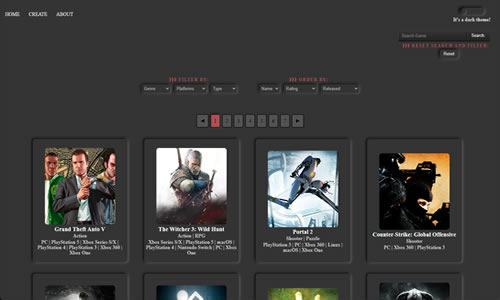 HOME CREATE ABOUT
It's a dark theme!
Search Game Search
))) RESET SEARCH AND FILTER:
Reset
))) FILTER BY: ))) ORDER BY:
Genre Platforms Type Name Rating Released
◄ 1 2 3 4 5 6 7 ►
Grand Theft Auto V
Action
PC | PlayStation 5 | Xbox Series S/X |
PlayStation 4 | PlayStation 3 | Xbox 360 |
Xbox One
The Witcher 3: Wild Hunt
Action | RPG
Xbox Series S/X | PlayStation 5 | macOS |
PlayStation 4 | Nintendo Switch | PC | Xbox
One
Portal 2
Shooter | Puzzle
PlayStation 3 | PC | Xbox 360 | Linux |
macOS | Xbox One
Counter-Strike: Global Offensive
Shooter
PC | Xbox 360 | PlayStation 3